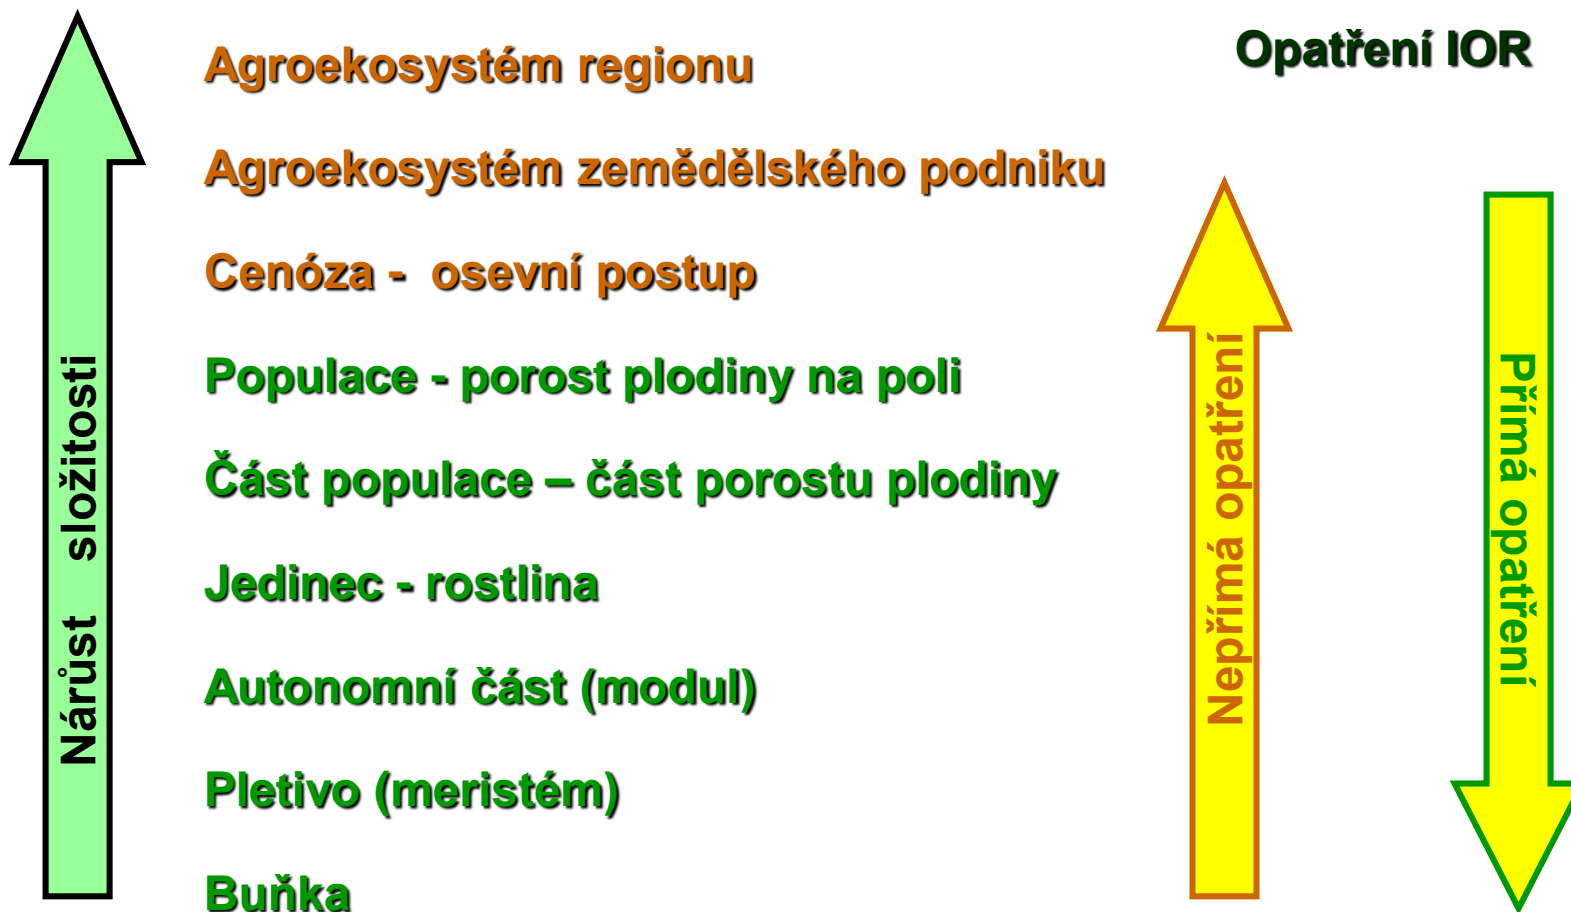 Opatření IOR
Agroekosystém regionu
Agroekosystém zemědělského podniku
Cenóza - osevní postup
Populace - porost plodiny na poli
Část populace – část porostu plodiny
Jedinec - rostlina
Autonomní část (modul)
Pletivo (meristém)
Buňka
Nárůst složitosti
Nepřímá opatření
Přímá opatření